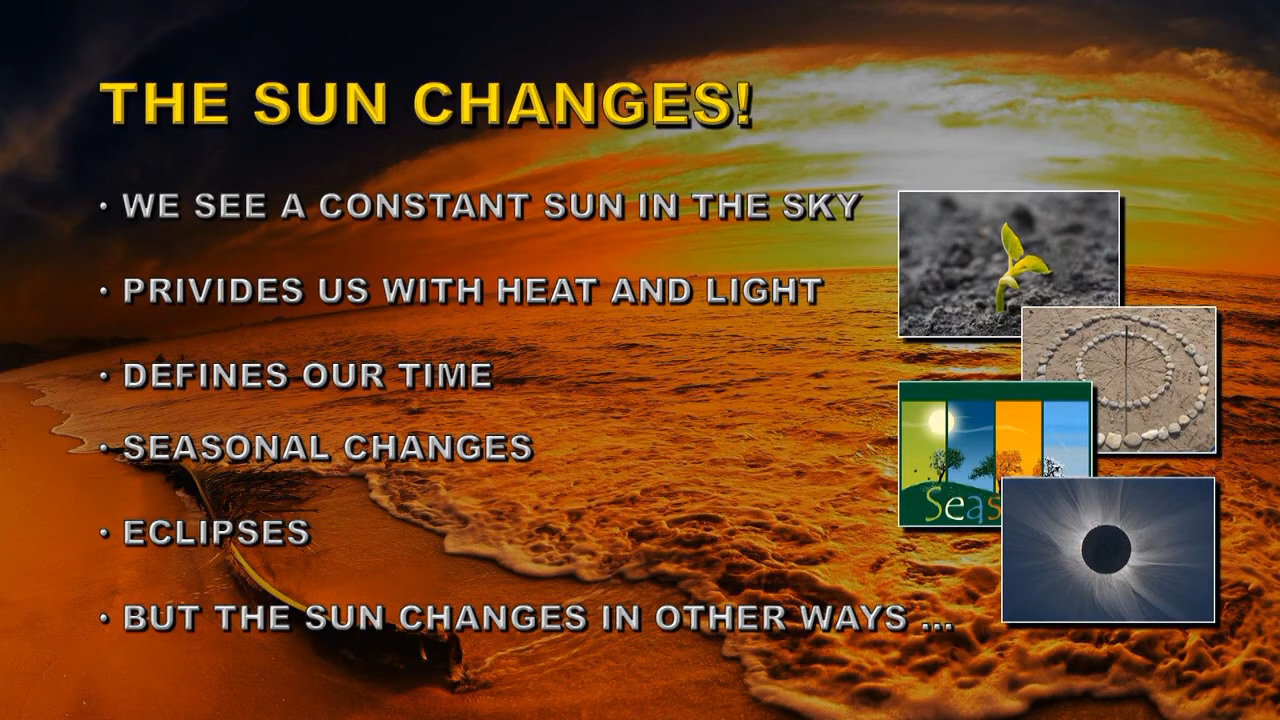 THE SUN CHANGES!
• WE SEE A CONSTANT SUN IN THE SKY
• PRIVIDES US WITH HEAT AND LIGHT
• DEFINES OUR TIME
• SEASONAL CHANGES
Seas
• ECLIPSES
• BUT THE SUN CHANGES IN OTHER WAYS ...